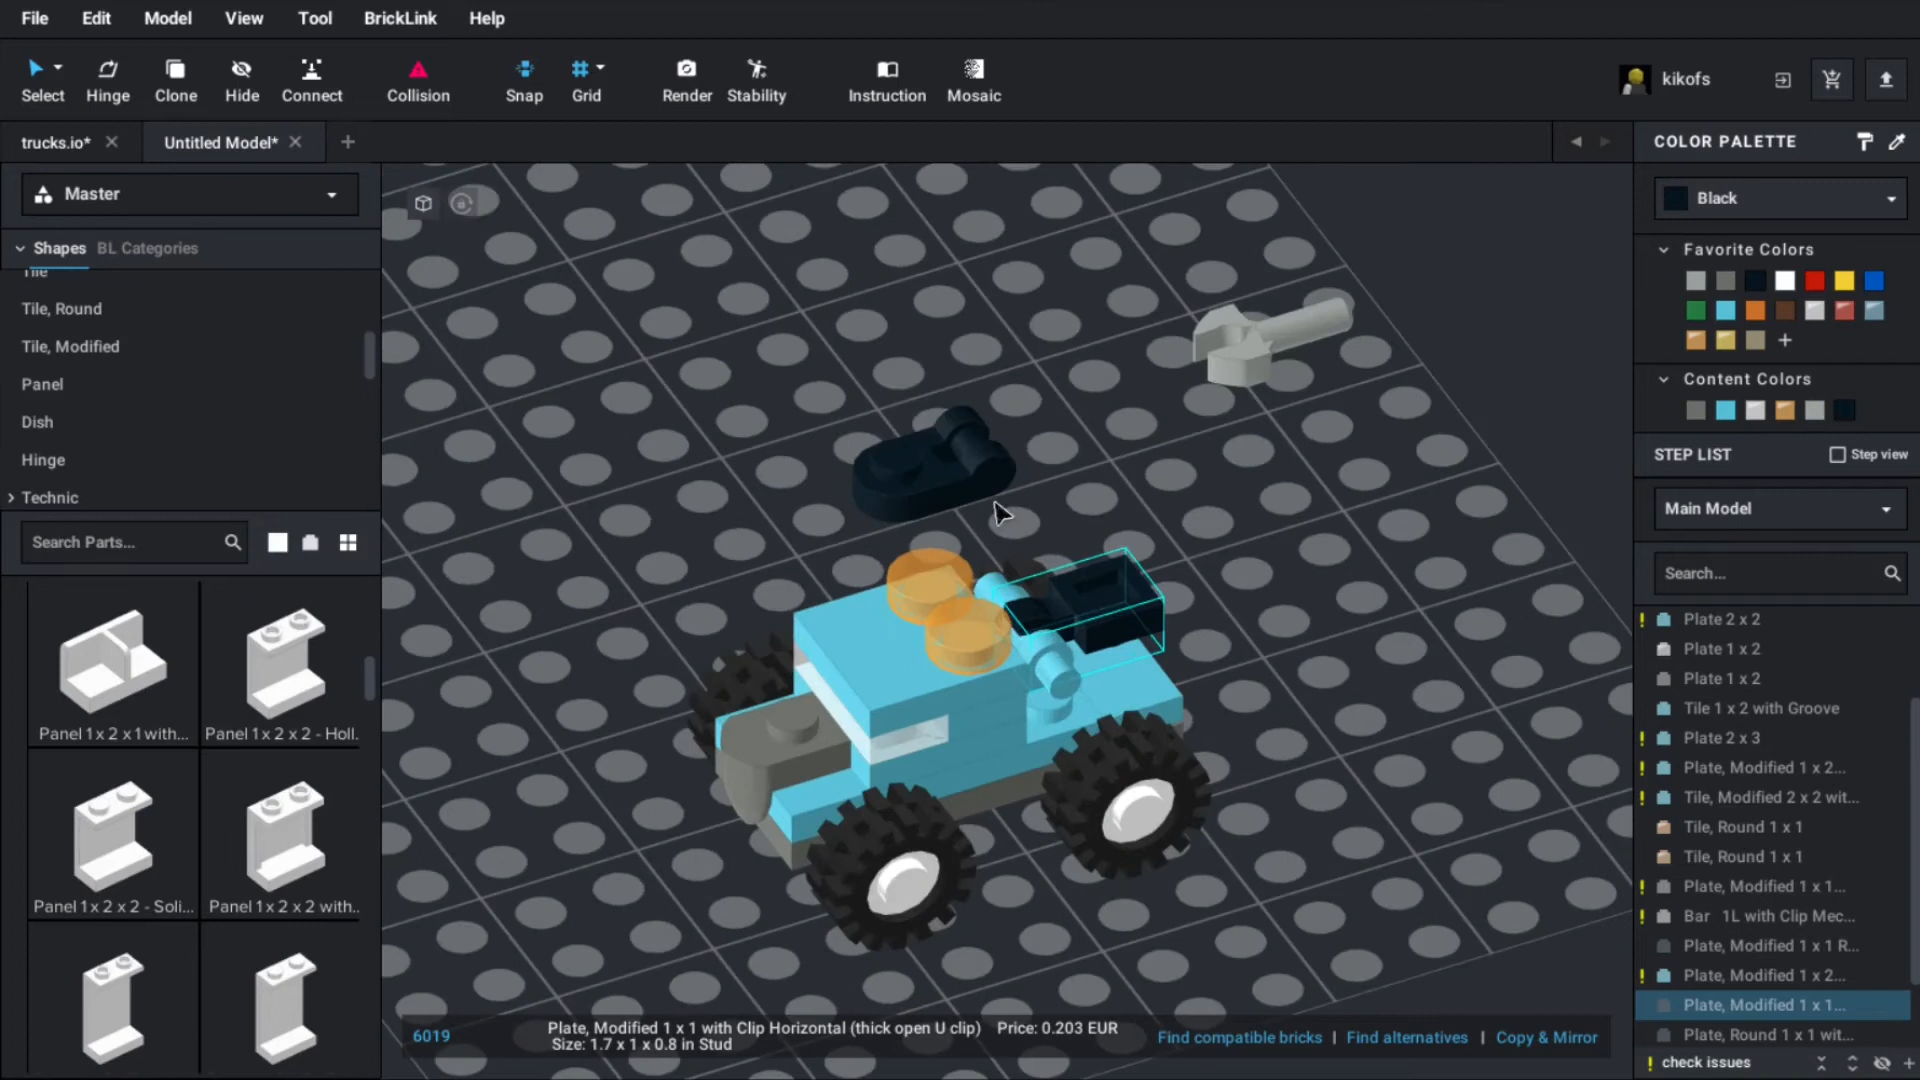 File Edit Model View Tool BrickLink Help
Select Hinge Clone Hide Connect Collision Snap Grid Render Stability Instruction Mosaic
kikofs
trucks.io* Untitled Model*
Master
Shapes BL Categories
Tile
Tile, Round
Tile, Modified
Panel
Dish
Hinge
Technic
Search Parts...
Panel 1 x 2 x 1 with...
Panel 1 x 2 x 2 - Holl.
Panel 1 x 2 x 2 - Soli...
Panel 1 x 2 x 2 with..
6019
Plate, Modified 1 x 1 with Clip Horizontal (thick open U clip) Price: 0.203 EUR
Size: 1.7 x 1 x 0.8 in Stud
Find compatible bricks | Find alternatives | Copy & Mirror
COLOR PALETTE
Black
Favorite Colors
+
Content Colors
STEP LIST
Step view
Main Model
Search...
! Plate 2 x 2
Plate 1 x 2
Plate 1 x 2
Tile 1 x 2 with Groove
! Plate 2 x 3
! Plate, Modified 1 x 2...
! Tile, Modified 2 x 2 wit...
Tile, Round 1 x 1
Tile, Round 1 x 1
! Plate, Modified 1 x 1...
! Bar 1L with Clip Mec...
Plate, Modified 1 x 1 R...
! Plate, Modified 1 x 2...
Plate, Modified 1 x 1...
Plate, Round 1 x 1 wit...
! check issues